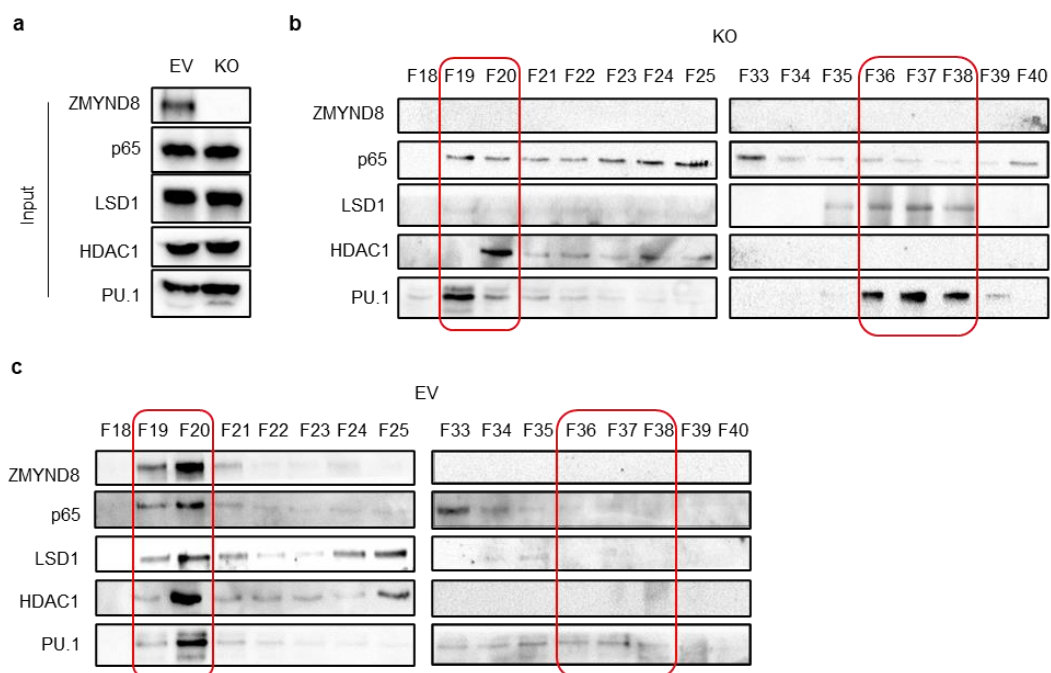 a
EV KO
Input
ZMYND8
p65
LSD1
HDAC1
PU.1
b
KO
F18 F19 F20 F21 F22 F23 F24 F25 F33 F34 F35 F36 F37 F38 F39 F40
ZMYND8
p65
LSD1
HDAC1
PU.1
c
EV
F18 F19 F20 F21 F22 F23 F24 F25 F33 F34 F35 F36 F37 F38 F39 F40
ZMYND8
p65
LSD1
HDAC1
PU.1